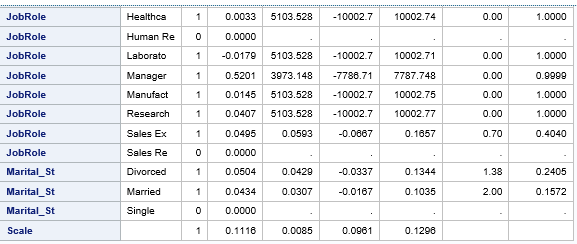 JobRole Healthca 1 0.0033 5103.528 -10002.7 10002.74 0.00 1.0000
JobRole Human Re 0 0.0000 . . . . .
JobRole Laborato 1 -0.0179 5103.528 -10002.7 10002.71 0.00 1.0000
JobRole Manager 1 0.5201 3973.148 -7786.71 7787.748 0.00 0.9999
JobRole Manufact 1 0.0145 5103.528 -10002.7 10002.75 0.00 1.0000
JobRole Research 1 0.0407 5103.528 -10002.7 10002.77 0.00 1.0000
JobRole Sales Ex 1 0.0495 0.0593 -0.0667 0.1657 0.70 0.4040
JobRole Sales Re 0 0.0000 . . . . .
Marital_St Divorced 1 0.0504 0.0429 -0.0337 0.1344 1.38 0.2405
Marital_St Married 1 0.0434 0.0307 -0.0167 0.1035 2.00 0.1572
Marital_St Single 0 0.0000 . . . . .
Scale 1 0.1116 0.0085 0.0961 0.1296